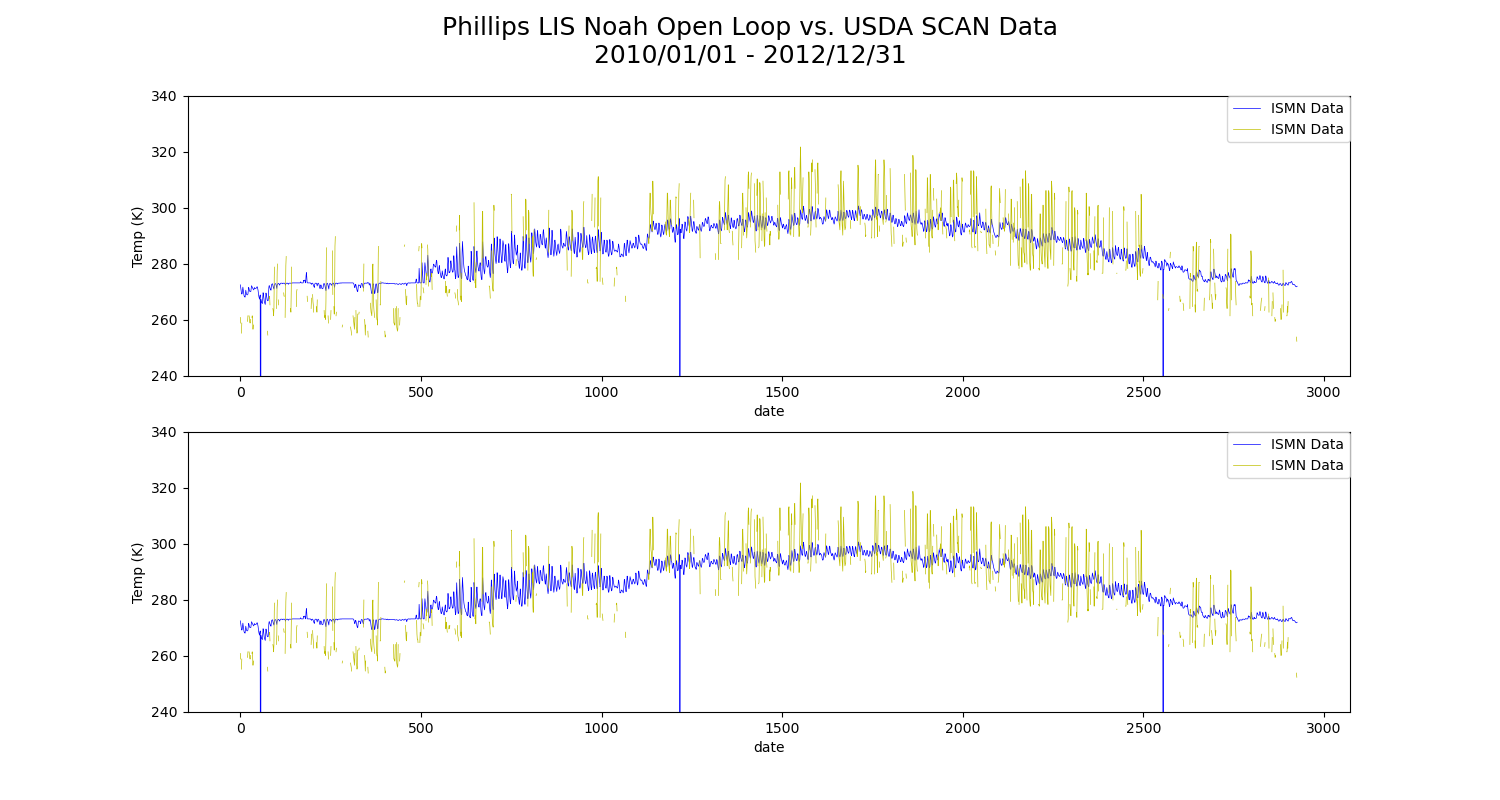 Phillips LIS Noah Open Loop vs. USDA SCAN Data
2010/01/01 - 2012/12/31
340
320
300
280
260
240
Temp (K)
ISMN Data
ISMN Data
0 500 1000 1500 2000 2500 3000
date
340
320
300
280
260
240
Temp (K)
ISMN Data
ISMN Data
0 500 1000 1500 2000 2500 3000
date